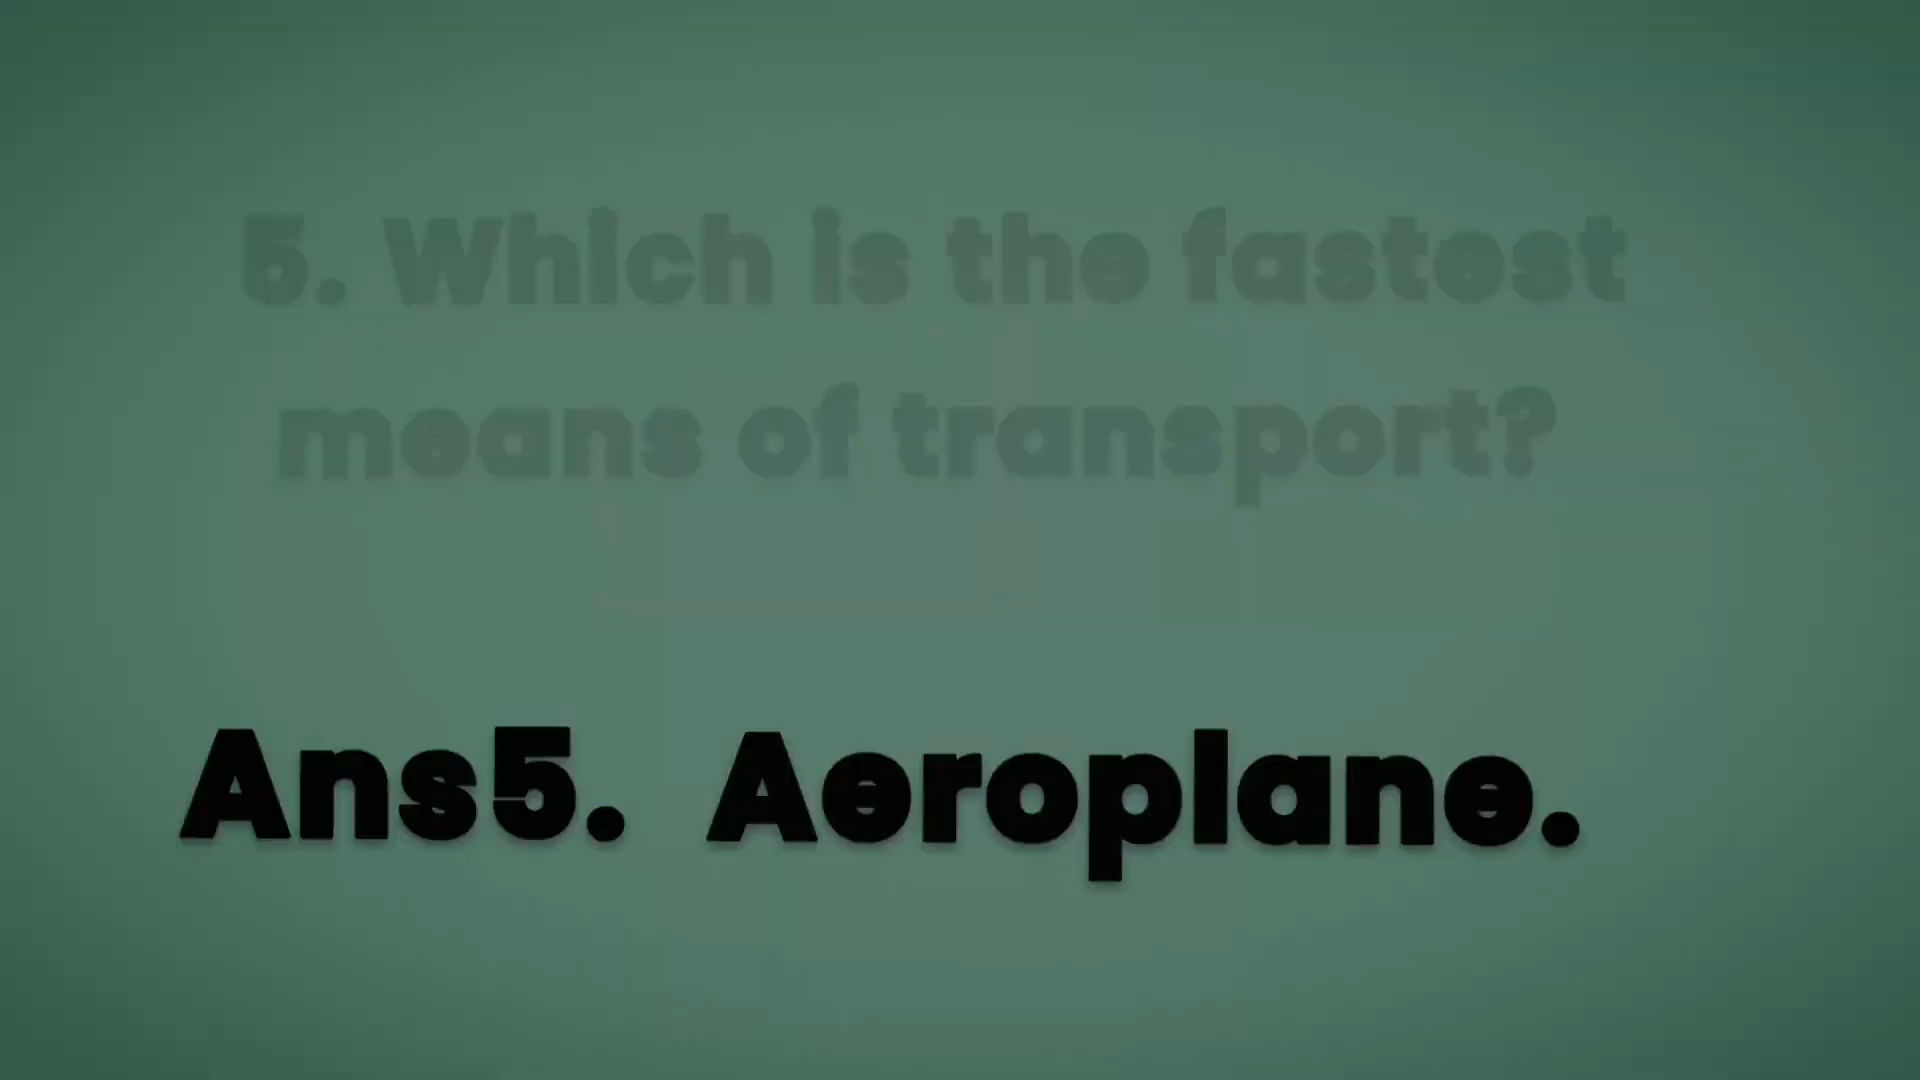 5. Which is the fastest
means of transport?
Ans5. Aeroplane.